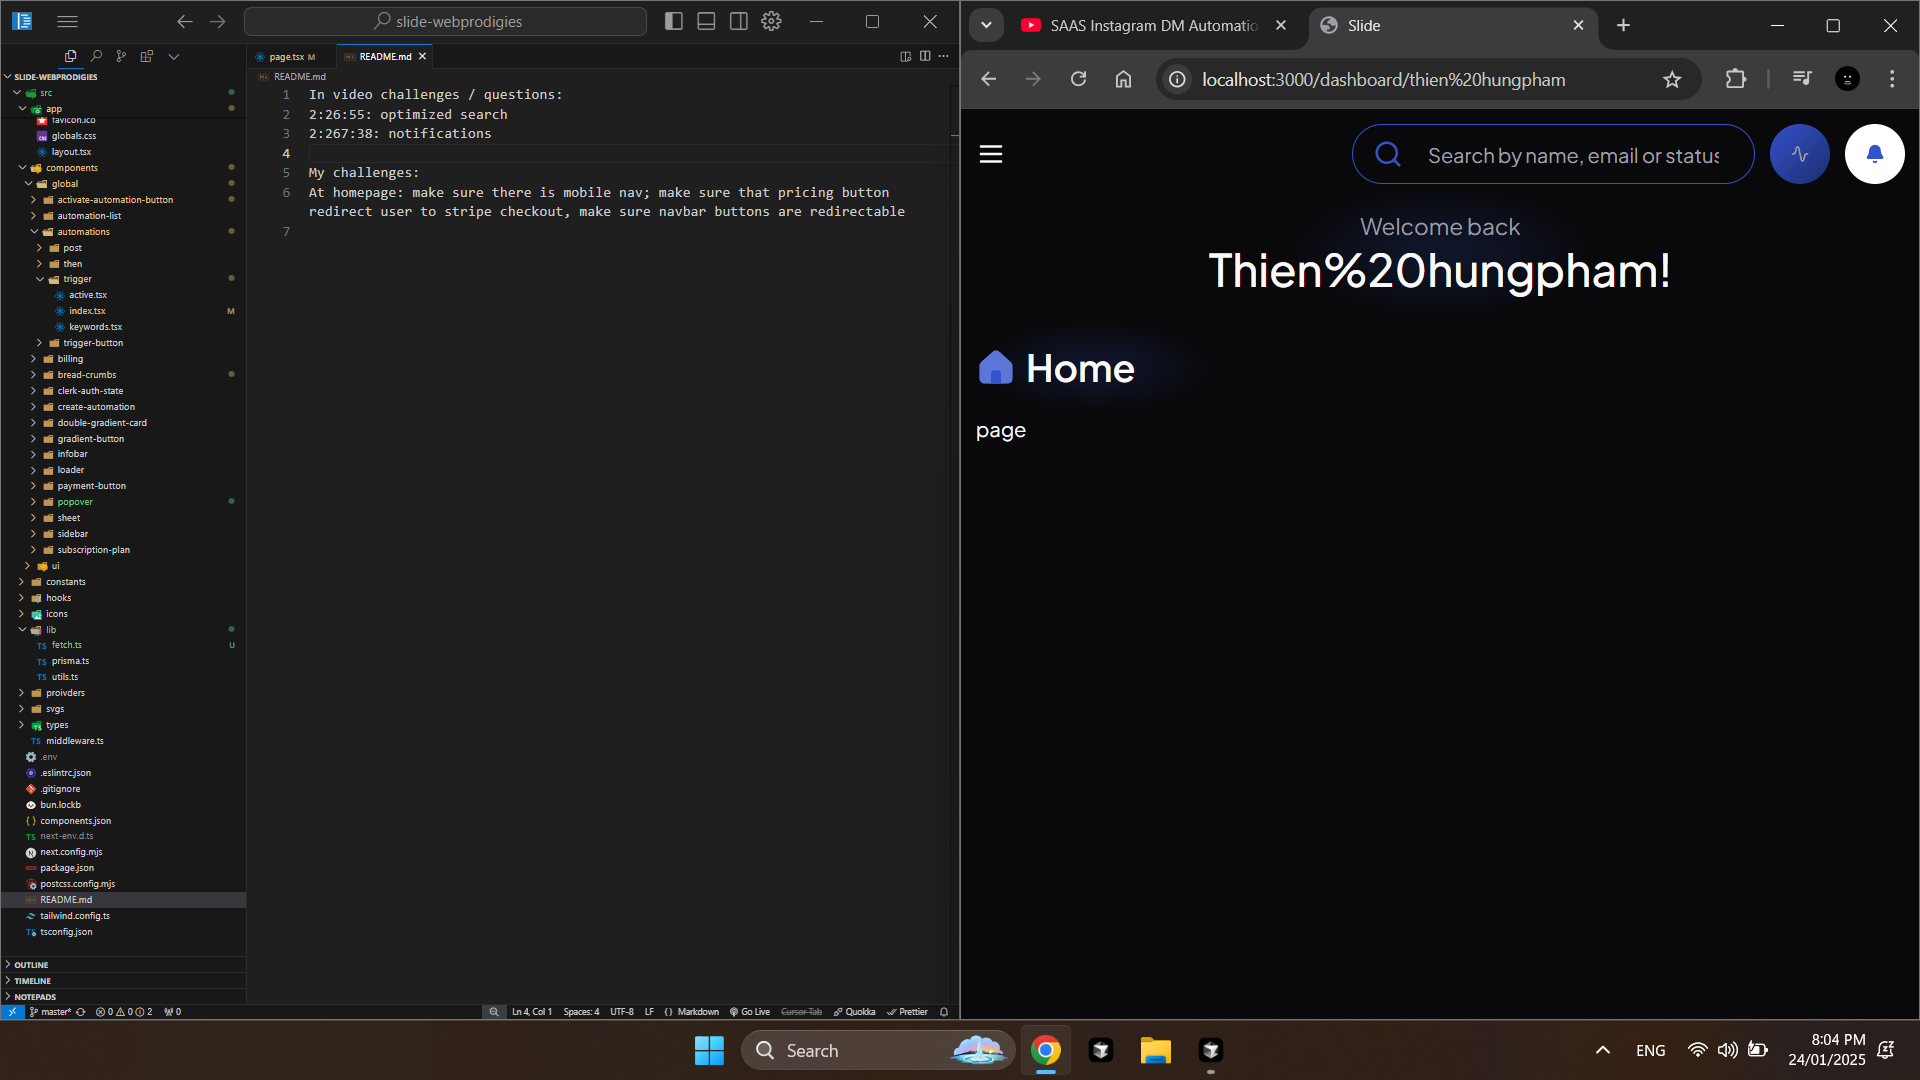 slide-webprodigies
SLIDE-WEBPRODIGIES
src
app
favicon.ico
globals.css
layout.tsx
components
global
activate-automation-button
automation-list
automations
post
then
trigger
active.tsx
index.tsx M
keywords.tsx
trigger-button
billing
bread-crumbs
clerk-auth-state
create-automation
double-gradient-card
gradient-button
infobar
loader
payment-button
popover
sheet
sidebar
subscription-plan
ui
constants
hooks
icons
lib
fetch.ts U
prisma.ts
utils.ts
proivders
svgs
types
middleware.ts
.env
.eslintrc.json
.gitignore
bun.lockb
components.json
next-env.d.ts
next.config.mjs
package.json
postcss.config.mjs
README.md
tailwind.config.ts
tsconfig.json
OUTLINE
TIMELINE
NOTEPADS
page.tsx M
README.md
README.md
1 In video challenges / questions:
2 2:26:55: optimized search
3 2:267:38: notifications
4
5 My challenges:
6 At homepage: make sure there is mobile nav; make sure that pricing button
redirect user to stripe checkout, make sure navbar buttons are redirectable
7
master* 0 0 2 0
Ln 4, Col 1 Spaces: 4 UTF-8 LF {} Markdown Go Live Cursor Tab Quokka Prettier
SAAS Instagram DM Automatio
Slide
localhost:3000/dashboard/thien%20hungpham
Search by name, email or status
Welcome back
Thien%20hungpham!
Home
page
Search
ENG
8:04 PM
24/01/2025